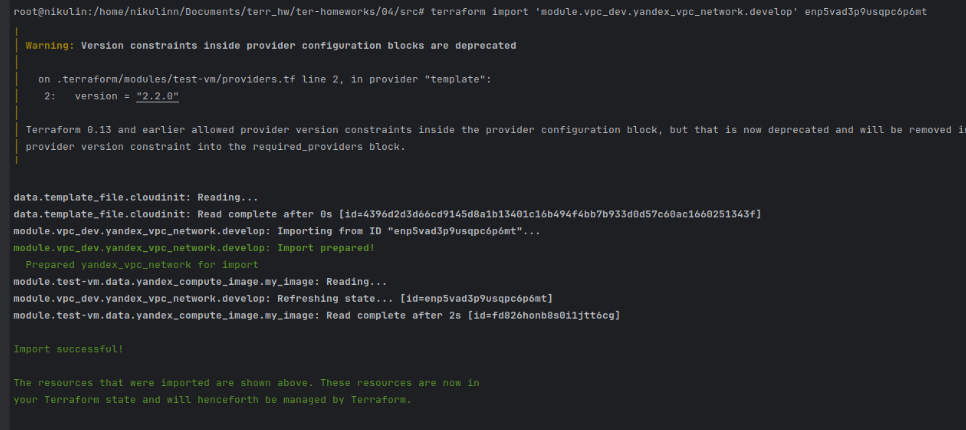 root@nikulin:/home/nikulinn/Documents/terr_hw/ter-homeworks/04/src# terraform import 'module.vpc_dev.yandex_vpc_network.develop' enp5vad3p9usqpc6p6mt
Warning: Version constraints inside provider configuration blocks are deprecated
on .terraform/modules/test-vm/providers.tf line 2, in provider "template":
2: version = "2.2.0"
Terraform 0.13 and earlier allowed provider version constraints inside the provider configuration block, but that is now deprecated and will be removed in
provider version constraint into the required_providers block.
data.template_file.cloudinit: Reading...
data.template_file.cloudinit: Read complete after 0s [id=4396d2d3d66cd9145d8a1b13401c16b494f4bb7b933d0d57c60ac1660251343f]
module.vpc_dev.yandex_vpc_network.develop: Importing from ID "enp5vad3p9usqpc6p6mt"...
module.vpc_dev.yandex_vpc_network.develop: Import prepared!
Prepared yandex_vpc_network for import
module.test-vm.data.yandex_compute_image.my_image: Reading...
module.vpc_dev.yandex_vpc_network.develop: Refreshing state... [id=enp5vad3p9usqpc6p6mt]
module.test-vm.data.yandex_compute_image.my_image: Read complete after 2s [id=fd826honb8s0i1jtt6cg]
Import successful!
The resources that were imported are shown above. These resources are now in
your Terraform state and will henceforth be managed by Terraform.